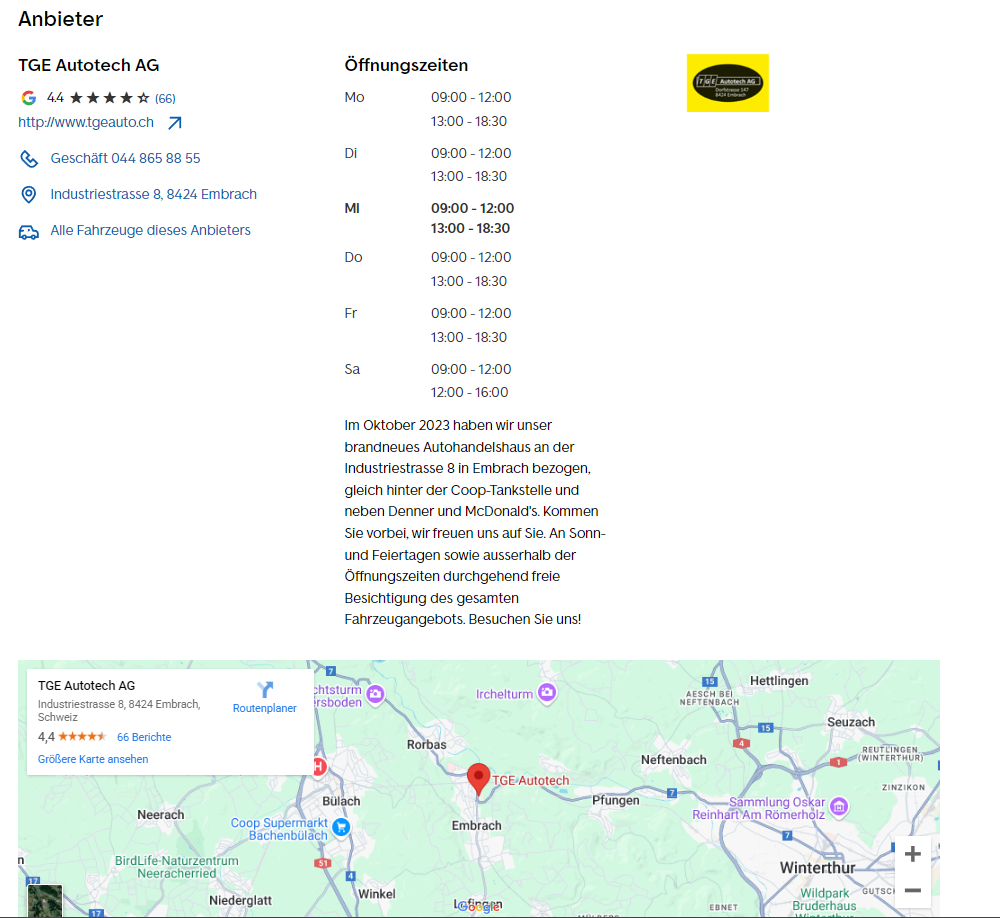 Anbieter
TGE Autotech AG
4.4 (66)
http://www.tgeauto.ch
Geschäft 044 865 88 55
Industriestrasse 8, 8424 Embrach
Alle Fahrzeuge dieses Anbieters
Öffnungszeiten
Mo 09:00 - 12:00
13:00 - 18:30
Di 09:00 - 12:00
13:00 - 18:30
MI 09:00 - 12:00
13:00 - 18:30
Do 09:00 - 12:00
13:00 - 18:30
Fr 09:00 - 12:00
13:00 - 18:30
Sa 09:00 - 12:00
12:00 - 16:00
Im Oktober 2023 haben wir unser
brandneues Autohandelshaus an der
Industriestrasse 8 in Embrach bezogen,
gleich hinter der Coop-Tankstelle und
neben Denner und McDonald's. Kommen
Sie vorbei, wir freuen uns auf Sie. An Sonn-
und Feiertagen sowie ausserhalb der
Öffnungszeiten durchgehend freie
Besichtigung des gesamten
Fahrzeugangebots. Besuchen Sie uns!
TGE Autotech AG
Dorfstrasse 147
8424 Embrach
TGE Autotech AG
Industriestrasse 8, 8424 Embrach,
Schweiz
4,4 66 Berichte
Größere Karte ansehen
Routenplaner
7
chtsturm
ersboden
Irchelturm
15
Hettlingen
AESCH BEI
NEFTENBACH
Seuzach
15
4
Rorbas
Neftenbach
1
REUTLINGEN
(WINTERTHUR)
H
TGE Autotech
ZINZIKON
Bülach
Pfungen
7
Sammlung Oskar
Reinhart Am Römerholz
Neerach
Coop Supermarkt
Bachenbülach
Embrach
7
BirdLife-Naturzentrum
Neeracherried
51
4
Winterthur
17
Winkel
Wildpark
Bruderhaus
Winterthur
GUTSC
Niederglatt
Lufingen
Google
EBNET
17